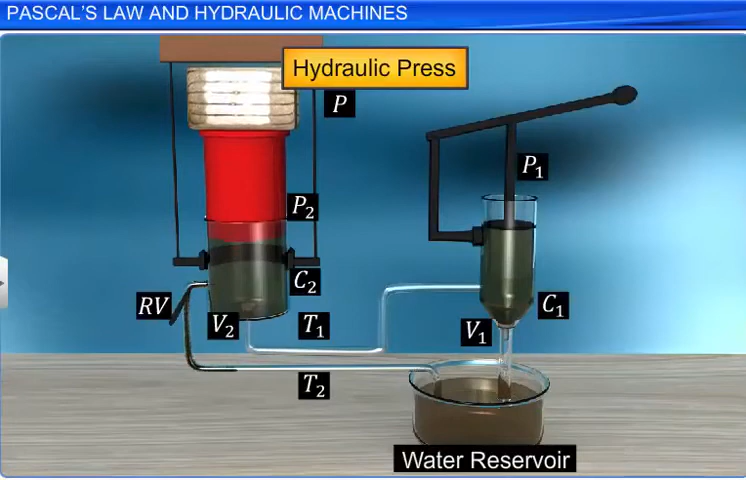 PASCAL'S LAW AND HYDRAULIC MACHINES
Hydraulic Press
P
P₁
P₂
C₂
RV
V₂
T₁
V₁
C₁
T₂
Water Reservoir